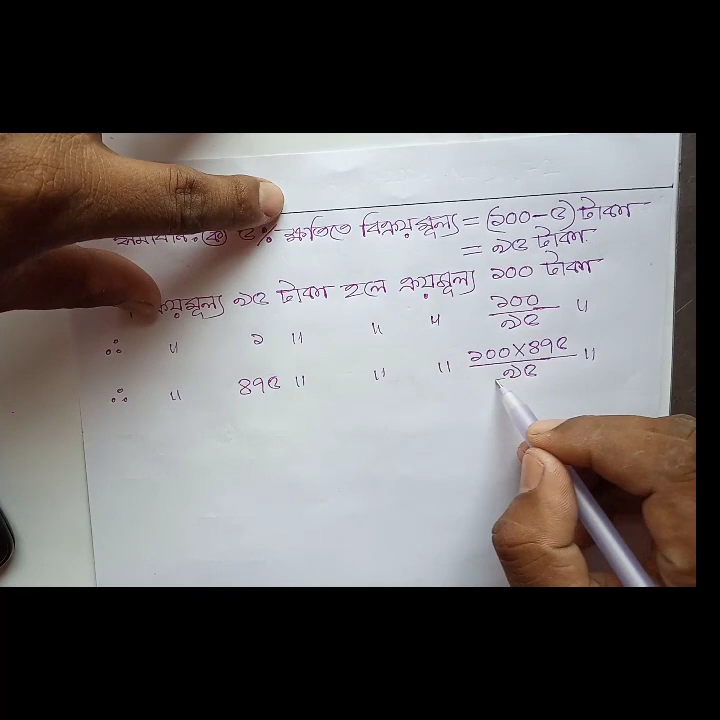 সমাধান: (ক) ৫% ক্ষতিতে বিক্রয়মূল্য = (১০০-৫) টাকা
= ৯৫ টাকা
ক্রয়মূল্য ৯৫ টাকা হলে ক্রয়মূল্য ১০০ টাকা
∴ " ১ " " " ১০০/৯৫ "
∴ " ৪৭৫ " " " ১০০×৪৭৫/৯৫ "